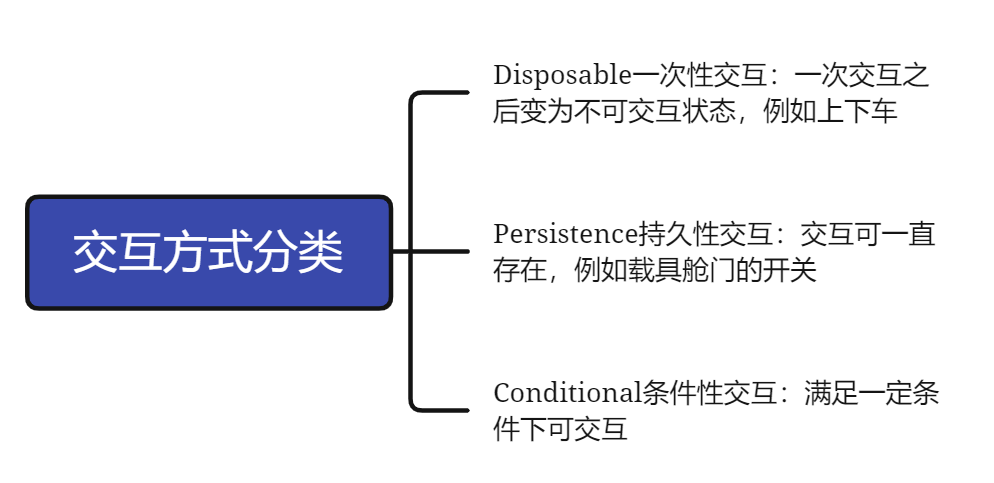 交互方式分类
Disposable一次性交互：一次交互之
后变为不可交互状态，例如上下车
Persistence持久性交互：交互可一直
存在，例如载具舱门的开关
Conditional条件性交互：满足一定条
件下可交互